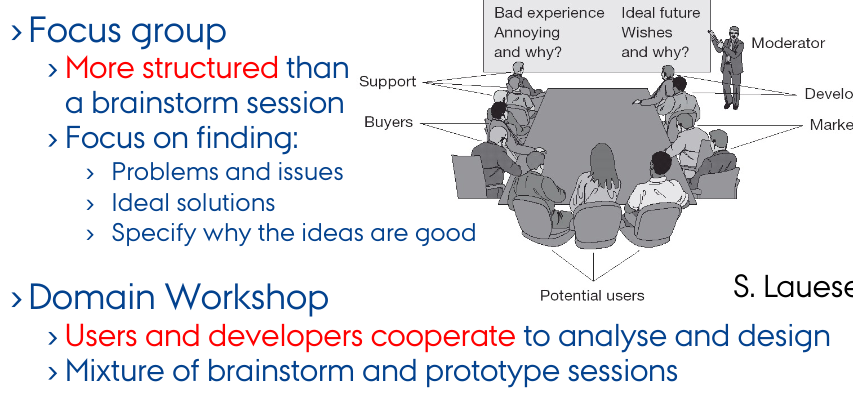 › Focus group
› More structured than
a brainstorm session
› Focus on finding:
› Problems and issues
› Ideal solutions
› Specify why the ideas are good
Bad experience
Annoying
and why?
Ideal future
Wishes
and why?
Moderator
Support
Buyers
Develo
Marke
Potential users
S. Lauese
› Domain Workshop
› Users and developers cooperate to analyse and design
› Mixture of brainstorm and prototype sessions